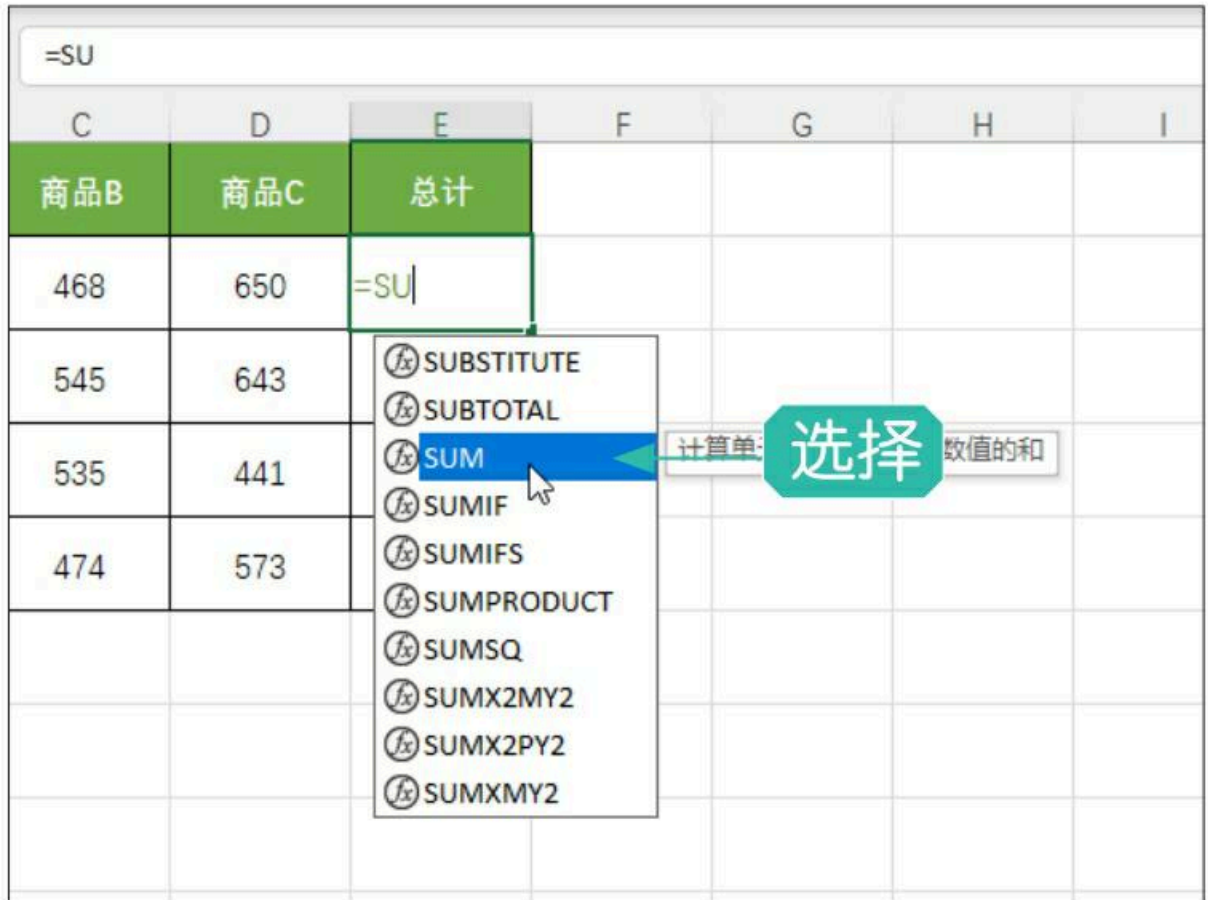 =SU
C D E F G H I
商品B 商品C 总计
468 650 =SU
545 643
535 441
474 573
SUBSTITUTE
SUBTOTAL
SUM
计算单 选择 数值的和
SUMIF
SUMIFS
SUMPRODUCT
SUMSQ
SUMX2MY2
SUMX2PY2
SUMXMY2